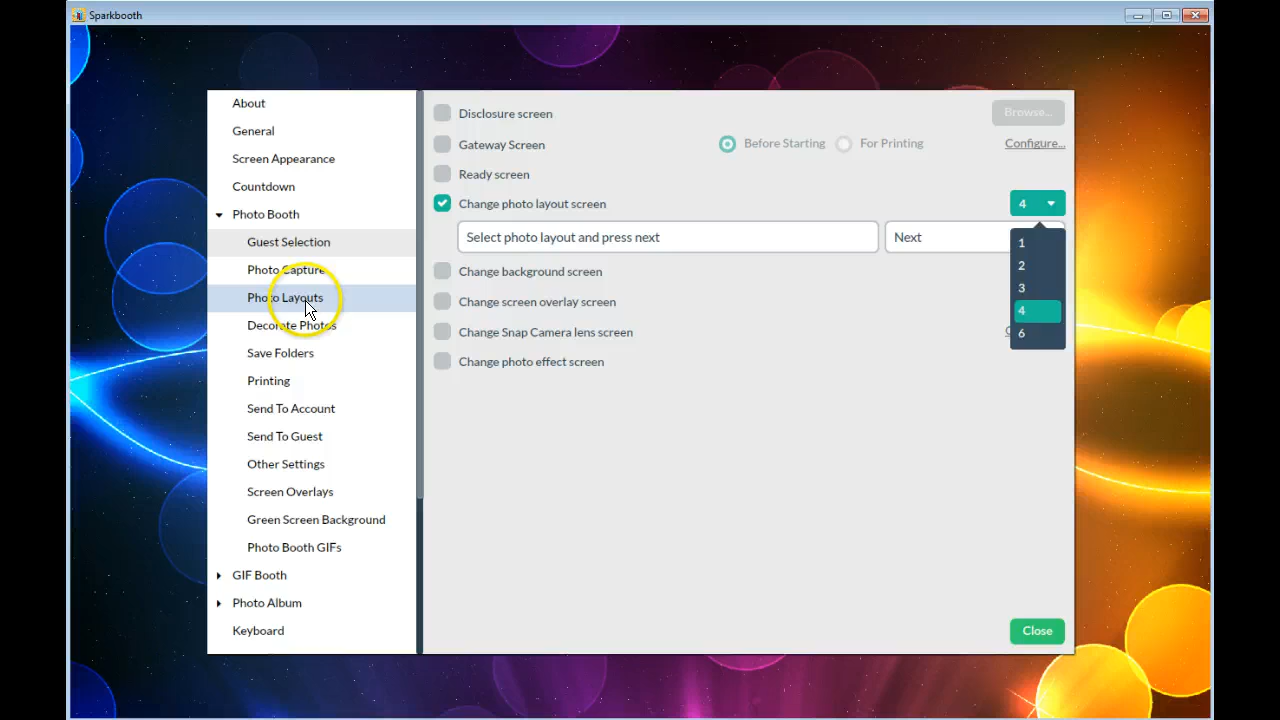 Sparkbooth
About
General
Screen Appearance
Countdown
Photo Booth
Guest Selection
Photo Capture
Photo Layouts
Decorate Photos
Save Folders
Printing
Send To Account
Send To Guest
Other Settings
Screen Overlays
Green Screen Background
Photo Booth GIFs
GIF Booth
Photo Album
Keyboard
Disclosure screen Browse...
Gateway Screen Before Starting For Printing Configure...
Ready screen
Change photo layout screen 4
Select photo layout and press next Next
1
2
3
4
6
Change background screen
Change screen overlay screen
Change Snap Camera lens screen
Change photo effect screen
Close